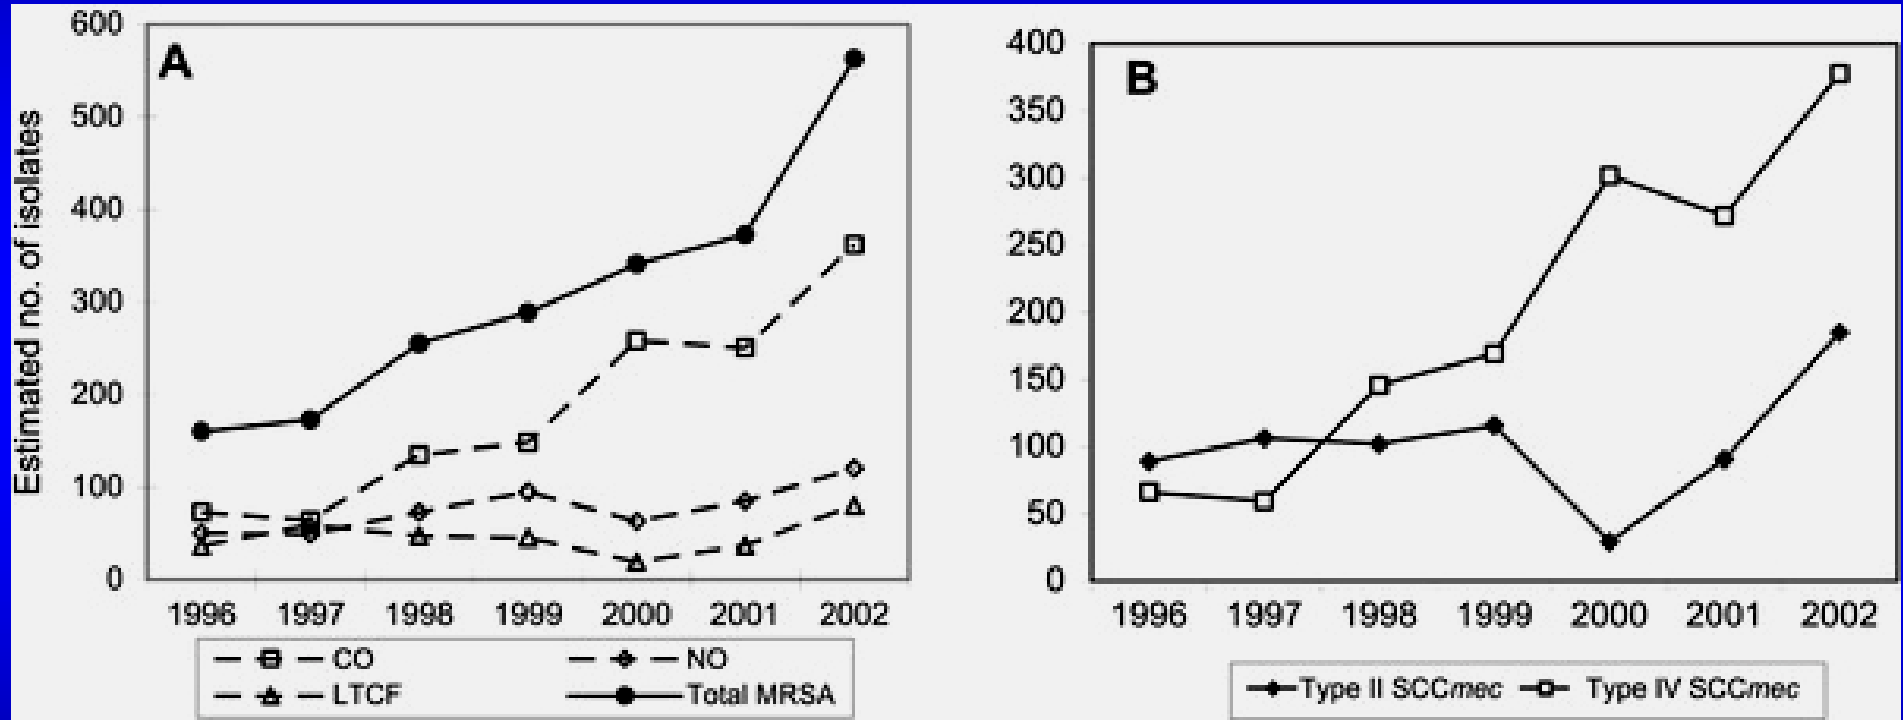 A
Estimated no. of isolates
600
500
400
300
200
100
0
1996 1997 1998 1999 2000 2001 2002
CO NO
LTCF Total MRSA
B
400
350
300
250
200
150
100
50
0
1996 1997 1998 1999 2000 2001 2002
Type II SCCmec Type IV SCCmec